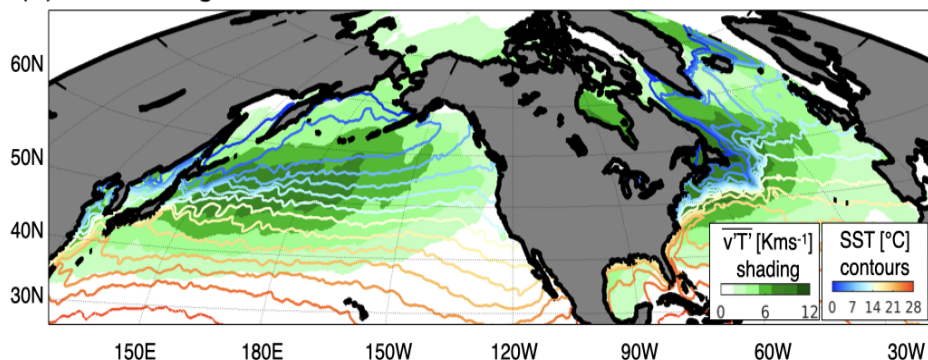 60N
50N
40N
30N
v'T' [Kms-1]
shading
0 6 12
SST [°C]
contours
0 7 14 21 28
150E 180E 150W 120W 90W 60W 30W